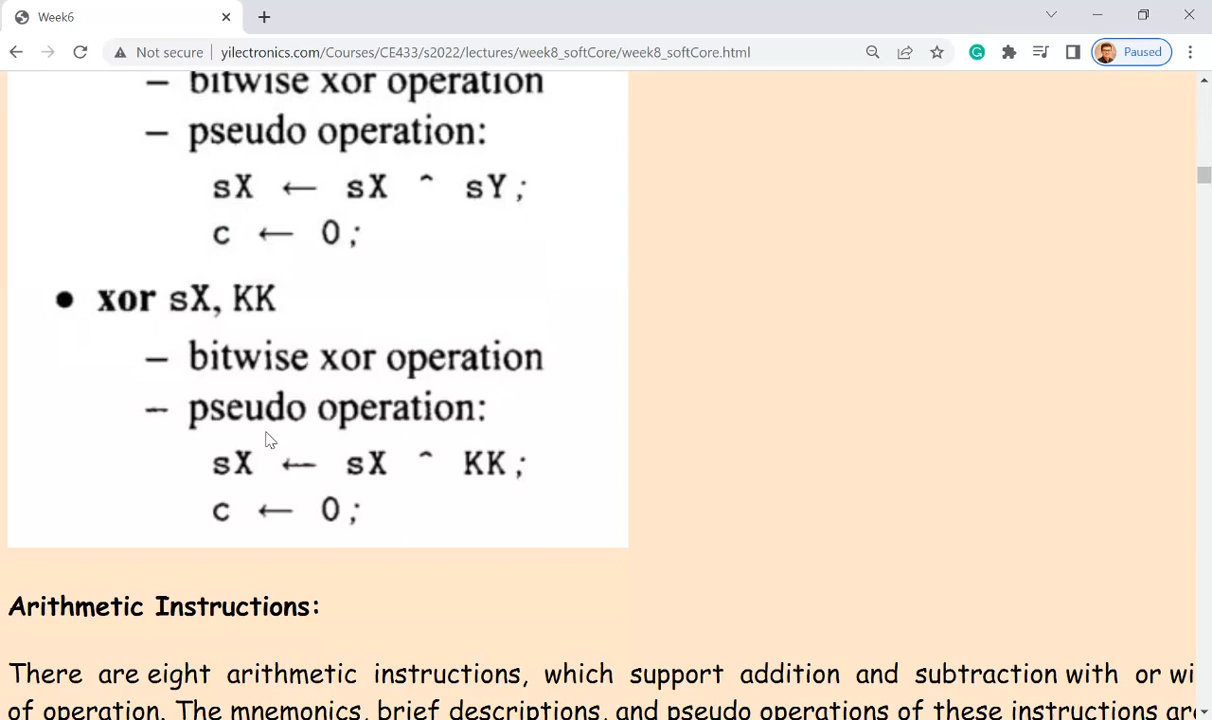 Week6
Not secure yilectronics.com/Courses/CE433/s2022/lectures/week8_softCore/week8_softCore.html Paused
– bitwise xor operation
– pseudo operation:
sX ← sX ^ sY;
c ← 0;
● xor sX, KK
– bitwise xor operation
– pseudo operation:
sX ← sX ^ KK;
c ← 0;
Arithmetic Instructions:
There are eight arithmetic instructions, which support addition and subtraction with or wi
of operation. The mnemonics, brief descriptions, and pseudo operations of these instructions are